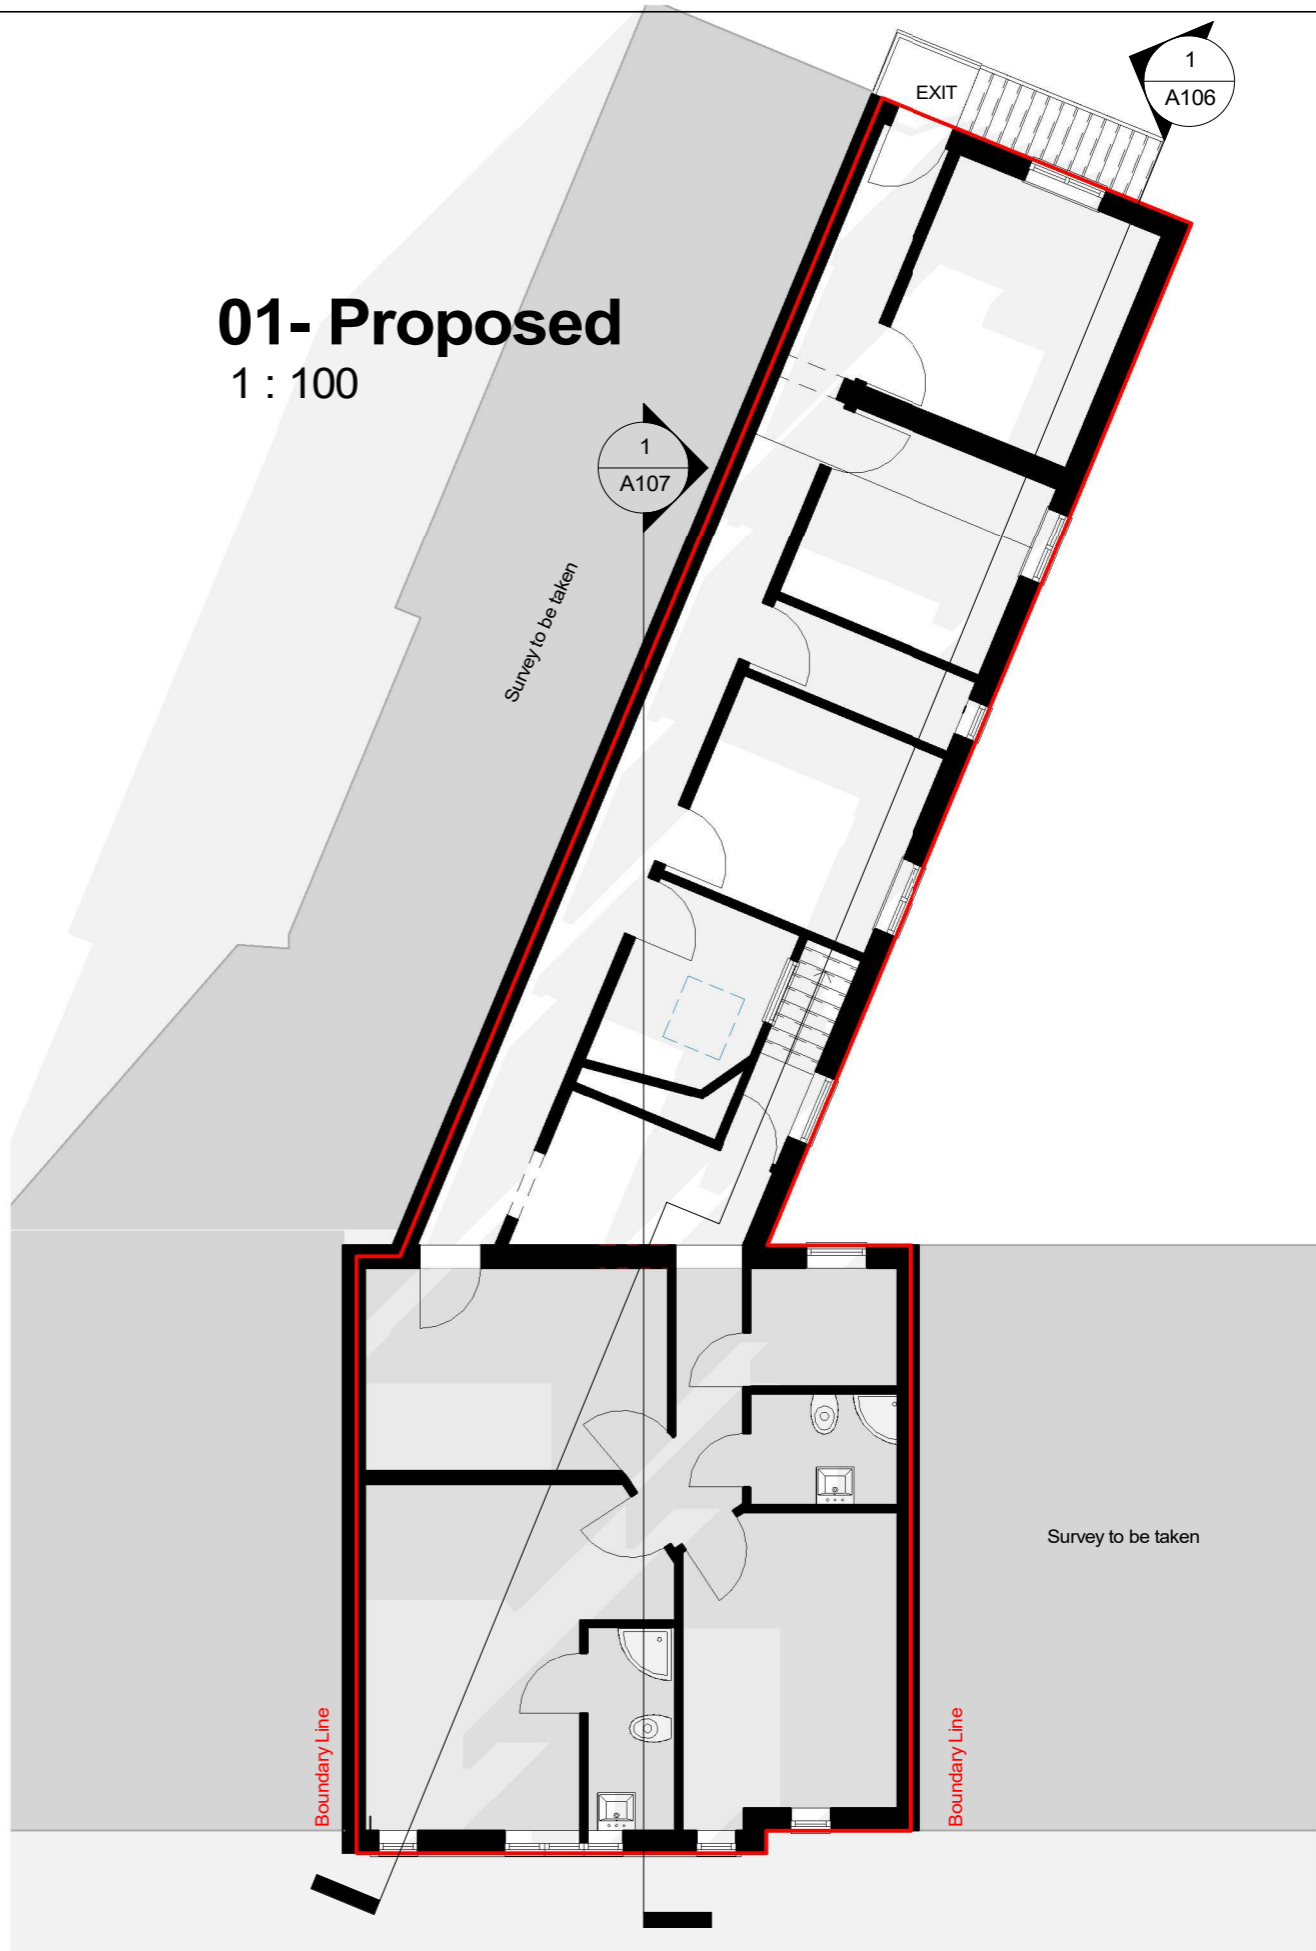 EXIT
1
A106
01- Proposed
1 : 100
1
A107
Survey to be taken
Survey to be taken
Boundary Line
Boundary Line